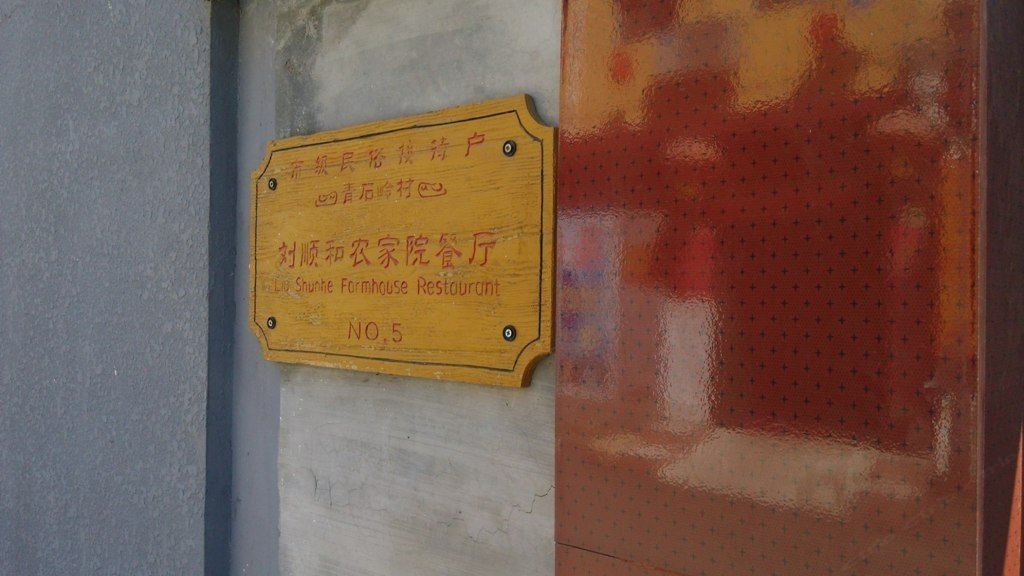 市级民俗接待户
青石岭村
刘顺和农家院餐厅
Liu Shunhe Farmhouse Restaurant
NO.5